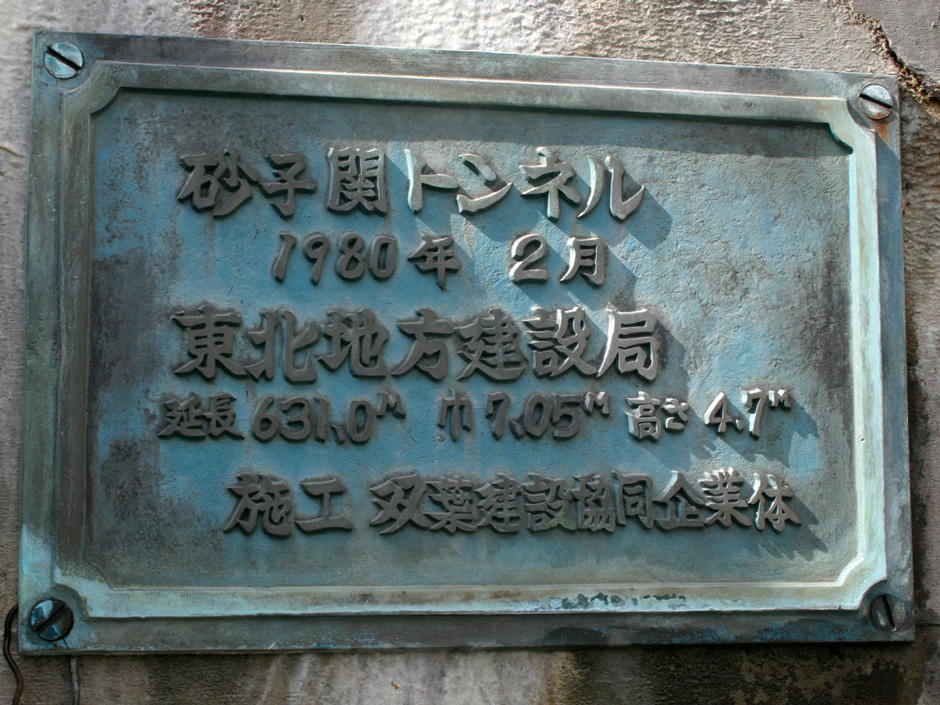 砂子関トンネル
1980年 2月
東北地方建設局
延長 631.0m 巾 7.05m 高さ 4.7m
施工 双葉建設協同企業体